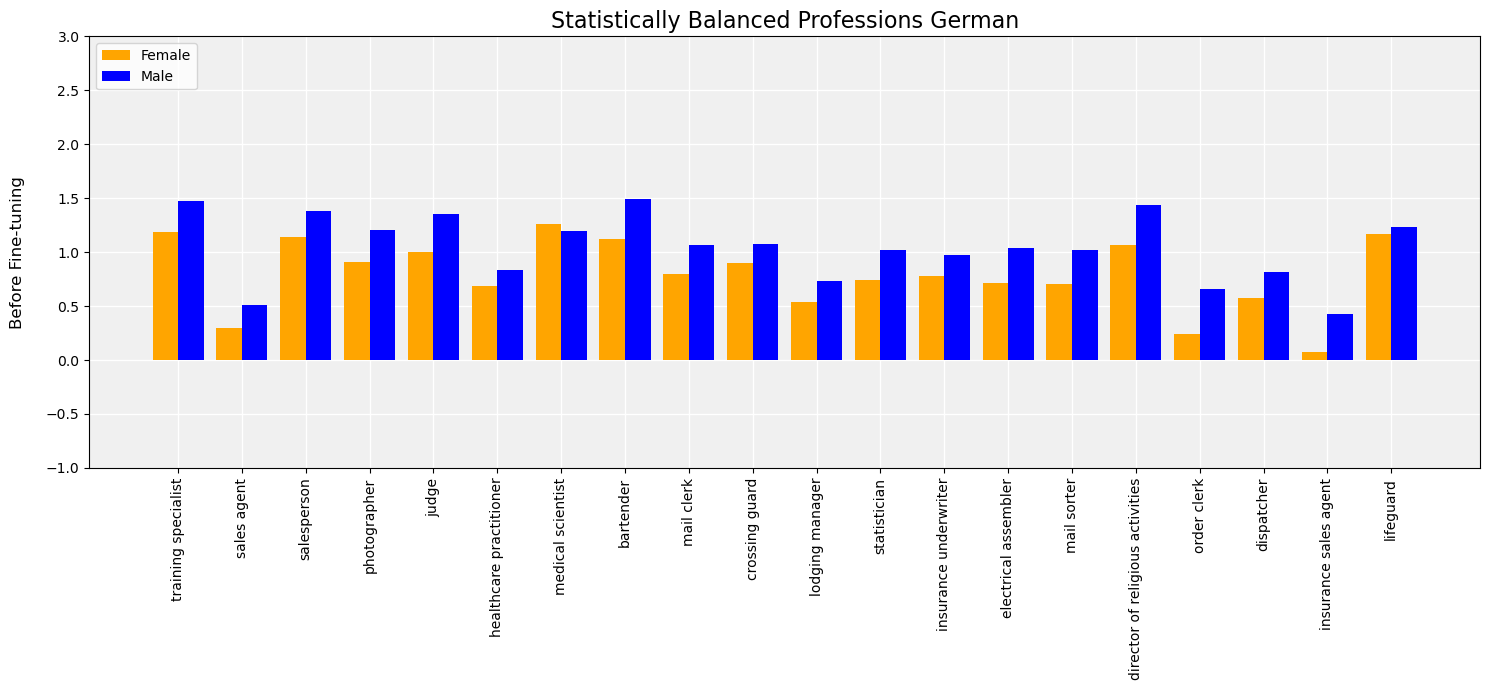 Statistically Balanced Professions German
Female
Male
Before Fine-tuning
3.0
2.5
2.0
1.5
1.0
0.5
0.0
−0.5
−1.0
training specialist
sales agent
salesperson
photographer
judge
healthcare practitioner
medical scientist
bartender
mail clerk
crossing guard
lodging manager
statistician
insurance underwriter
electrical assembler
mail sorter
director of religious activities
order clerk
dispatcher
insurance sales agent
lifeguard